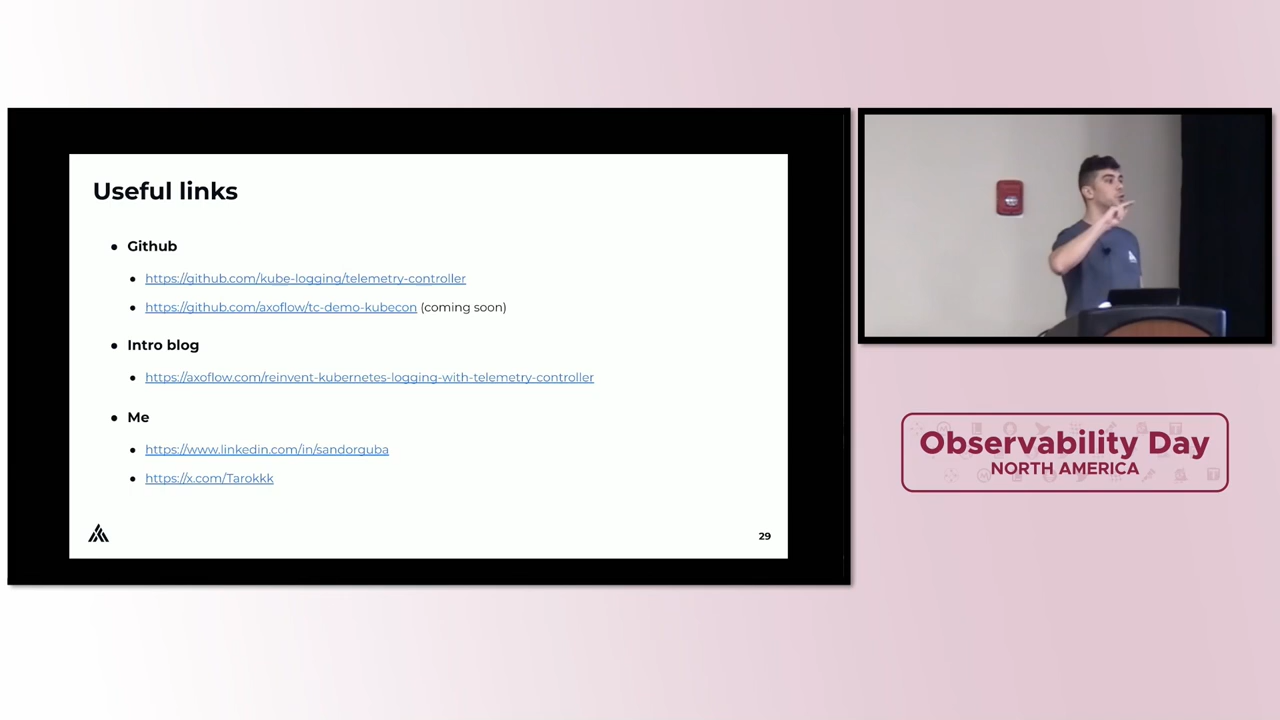 Useful links
● Github
● https://github.com/kube-logging/telemetry-controller
● https://github.com/axoflow/tc-demo-kubecon (coming soon)
● Intro blog
● https://axoflow.com/reinvent-kubernetes-logging-with-telemetry-controller
● Me
● https://www.linkedin.com/in/sandorguba
● https://x.com/Tarokkk
29
Observability Day
NORTH AMERICA